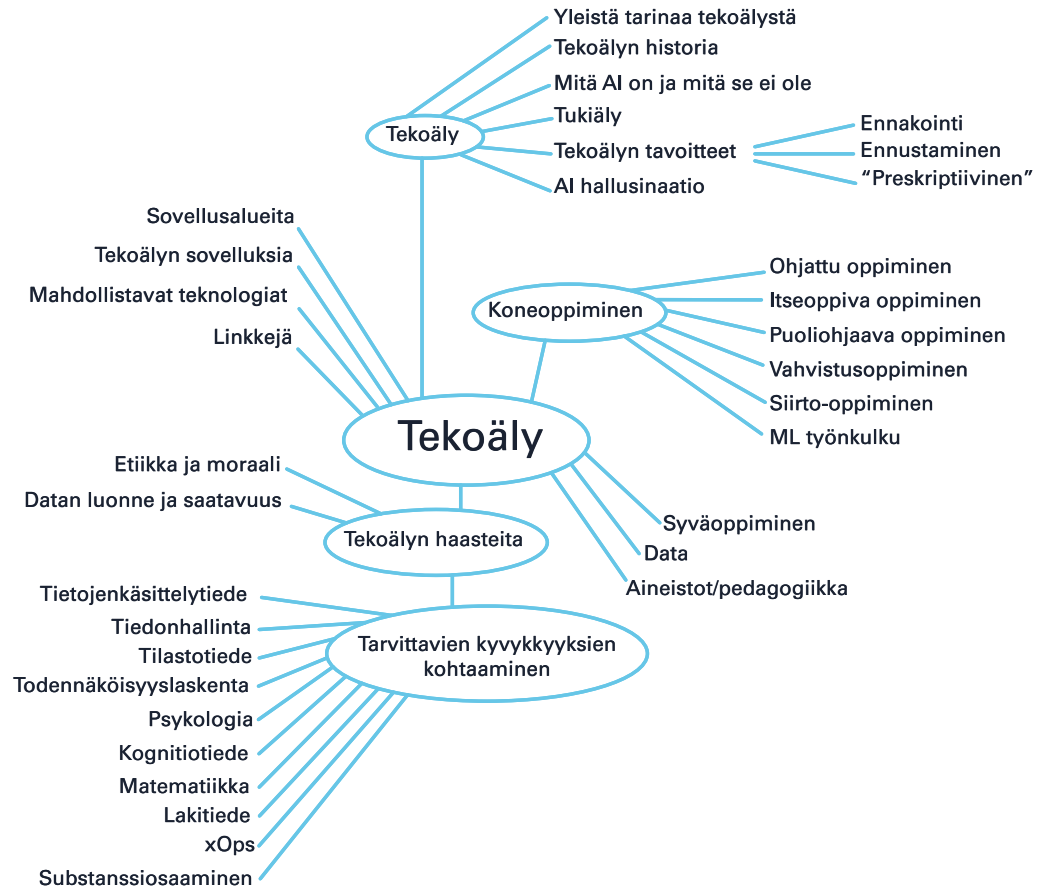 Yleistä tarinaa tekoälystä
Tekoälyn historia
Mitä AI on ja mitä se ei ole
Tukiäly
Tekoälyn tavoitteet
AI hallusinaatio
Ennakointi
Ennustaminen
“Preskriptiivinen”
Tekoäly
Sovellusalueita
Tekoälyn sovelluksia
Mahdollistavat teknologiat
Linkkejä
Koneoppiminen
Ohjattu oppiminen
Itseoppiva oppiminen
Puoliohjaava oppiminen
Vahvistusoppiminen
Siirto-oppiminen
ML työnkulku
Tekoäly
Etiikka ja moraali
Datan luonne ja saatavuus
Tekoälyn haasteita
Syväoppiminen
Data
Aineistot/pedagogiikka
Tarvittavien kyvykkyyksien
kohtaaminen
Tietojenkäsittelytiede
Tiedonhallinta
Tilastotiede
Todennäköisyyslaskenta
Psykologia
Kognitiotiede
Matematiikka
Lakitiede
xOps
Substanssiosaaminen